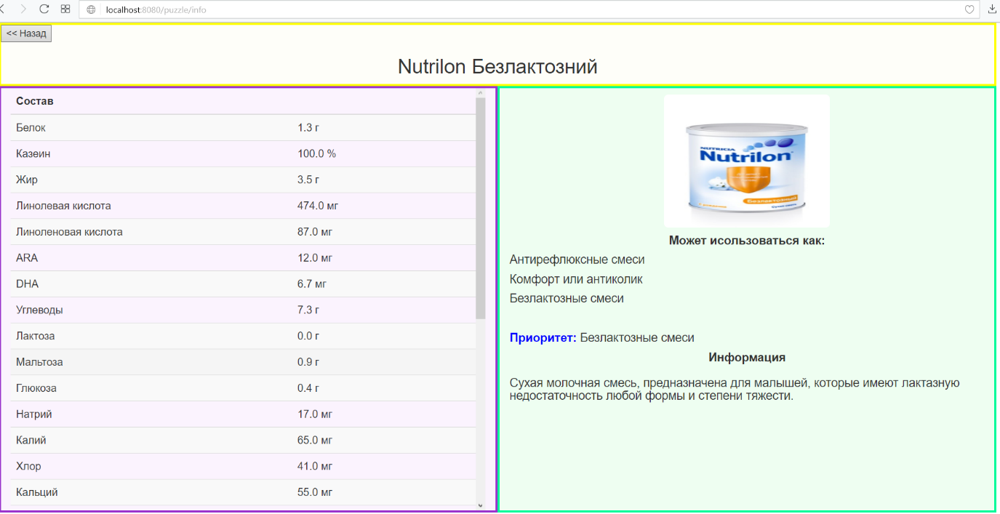 localhost:8080/puzzle/info
<< Назад
Nutrilon Безлактозний
Состав
Белок 1.3 г
Казеин 100.0 %
Жир 3.5 г
Линолевая кислота 474.0 мг
Линоленовая кислота 87.0 мг
ARA 12.0 мг
DHA 6.7 мг
Углеводы 7.3 г
Лактоза 0.0 г
Мальтоза 0.9 г
Глюкоза 0.4 г
Натрий 17.0 мг
Калий 65.0 мг
Хлор 41.0 мг
Кальций 55.0 мг
NUTRICIA
Nutrilon
Безлактозный
Может исользоваться как:
Антирефлюксные смеси
Комфорт или антиколик
Безлактозные смеси
Приоритет: Безлактозные смеси
Информация
Сухая молочная смесь, предназначена для малышей, которые имеют лактазную
недостаточность любой формы и степени тяжести.